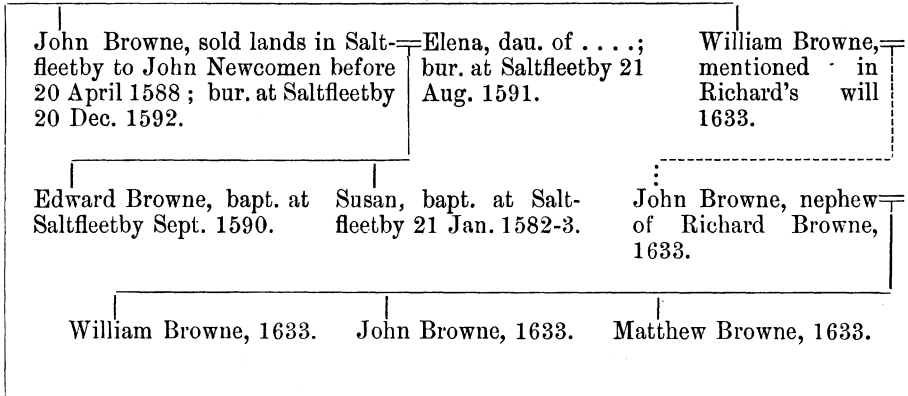 John Browne, sold lands in Salt-
fleetby to John Newcomen before
20 April 1588 ; bur. at Saltfleetby
20 Dec. 1592.
Elena, dau. of . . . . ;
bur. at Saltfleetby 21
Aug. 1591.
William Browne,
mentioned in
Richard's will
1633.
Edward Browne, bapt. at
Saltfleetby Sept. 1590.
Susan, bapt. at Salt-
fleetby 21 Jan. 1582-3.
John Browne, nephew
of Richard Browne,
1633.
William Browne, 1633.
John Browne, 1633.
Matthew Browne, 1633.